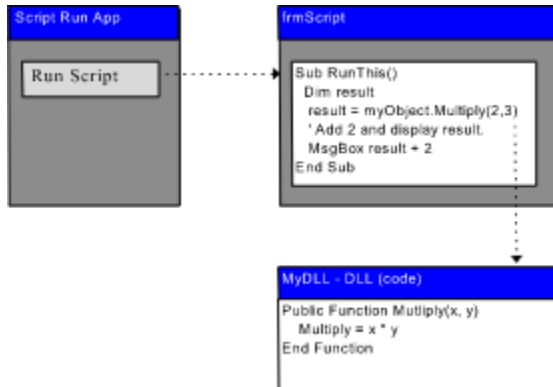 Script Run App
Run Script
frmScript
Sub RunThis()
Dim result
result = myObject.Multiply(2,3)
' Add 2 and display result.
MsgBox result + 2
End Sub
MyDLL - DLL (code)
Public Function Mutliply(x, y)
Multiply = x * y
End Function